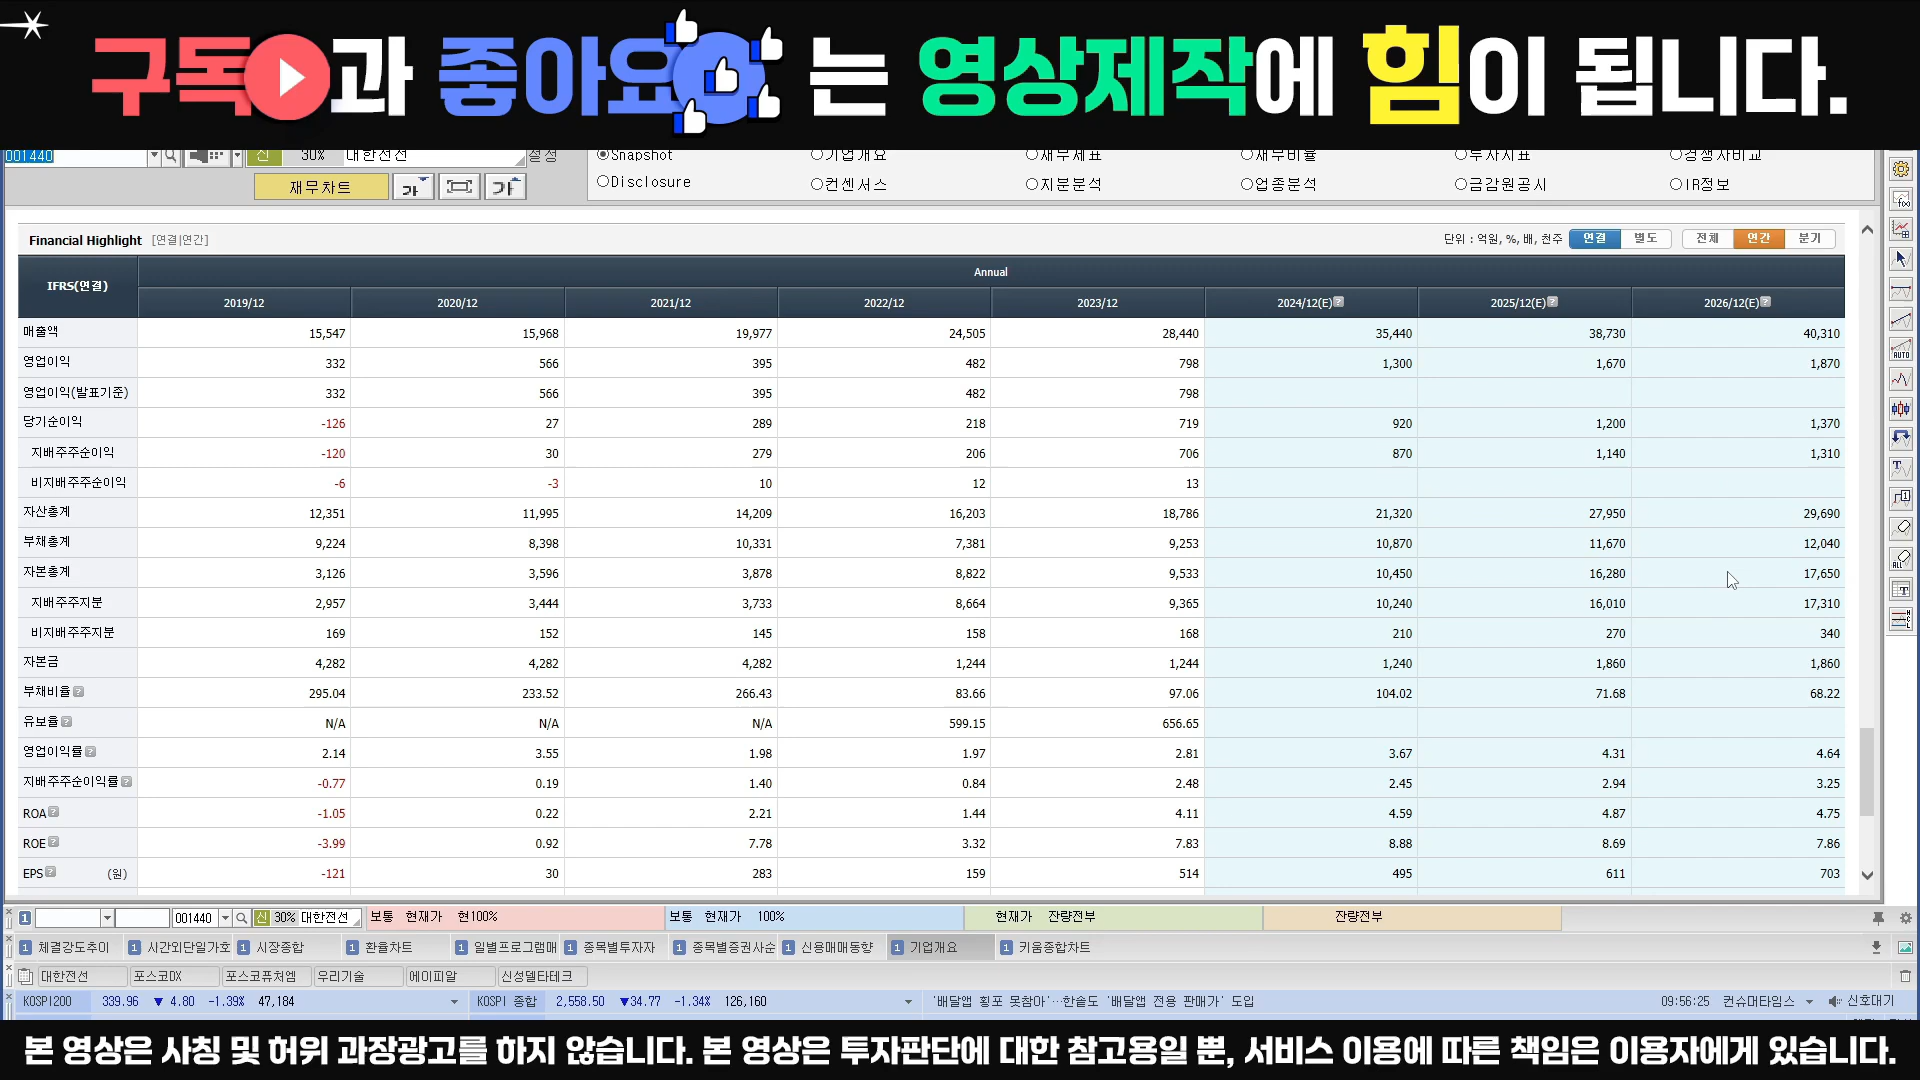 구독과 좋아요 는 영상제작에 힘이 됩니다.
001440 신 30% 대한전선 설정 Snapshot 기업개요 재무제표 재무비율 투자지표 경쟁사비교
재무차트 가 가 Disclosure 컨센서스 지분분석 업종분석 금감원공시 IR정보
Financial Highlight [연결|연간] 단위 : 억원, %, 배, 천주 연결 별도 전체 연간 분기
IFRS(연결) Annual
2019/12 2020/12 2021/12 2022/12 2023/12 2024/12(E) 2025/12(E) 2026/12(E)
매출액 15,547 15,968 19,977 24,505 28,440 35,440 38,730 40,310
영업이익 332 566 395 482 798 1,300 1,670 1,870
영업이익(발표기준) 332 566 395 482 798
당기순이익 -126 27 289 218 719 920 1,200 1,370
지배주주순이익 -120 30 279 206 706 870 1,140 1,310
비지배주주순이익 -6 -3 10 12 13
자산총계 12,351 11,995 14,209 16,203 18,786 21,320 27,950 29,690
부채총계 9,224 8,398 10,331 7,381 9,253 10,870 11,670 12,040
자본총계 3,126 3,596 3,878 8,822 9,533 10,450 16,280 17,650
지배주주지분 2,957 3,444 3,733 8,664 9,365 10,240 16,010 17,310
비지배주주지분 169 152 145 158 168 210 270 340
자본금 4,282 4,282 4,282 1,244 1,244 1,240 1,860 1,860
부채비율 295.04 233.52 266.43 83.66 97.06 104.02 71.68 68.22
유보율 N/A N/A N/A 599.15 656.65
영업이익률 2.14 3.55 1.98 1.97 2.81 3.67 4.31 4.64
지배주주순이익률 -0.77 0.19 1.40 0.84 2.48 2.45 2.94 3.25
ROA -1.05 0.22 2.21 1.44 4.11 4.59 4.87 4.75
ROE -3.99 0.92 7.78 3.32 7.83 8.88 8.69 7.86
EPS (원) -121 30 283 159 514 495 611 703
1 001440 신 30% 대한전선 보통 현재가 현100% 보통 현재가 100% 현재가 잔량전부 잔량전부
1 체결강도추이 1 시간외단일가호 1 시장종합 1 환율차트 1 일별프로그램매 1 종목별투자자 1 종목별증권사순 1 신용매매동향 1 기업개요 1 키움종합차트
대한전선 포스코DX 포스코퓨처엠 우리기술 에이피알 신성델타테크
KOSPI200 339.96 ▼ 4.80 -1.39% 47,184 KOSPI 종합 2,558.50 ▼34.77 -1.34% 126,160 '배달앱 횡포 못참아'…한솥도 '배달앱 전용 판매가' 도입 09:56:25 컨슈머타임스 신호대기
본 영상은 사칭 및 허위 과장광고를 하지 않습니다. 본 영상은 투자판단에 대한 참고용일 뿐, 서비스 이용에 따른 책임은 이용자에게 있습니다.